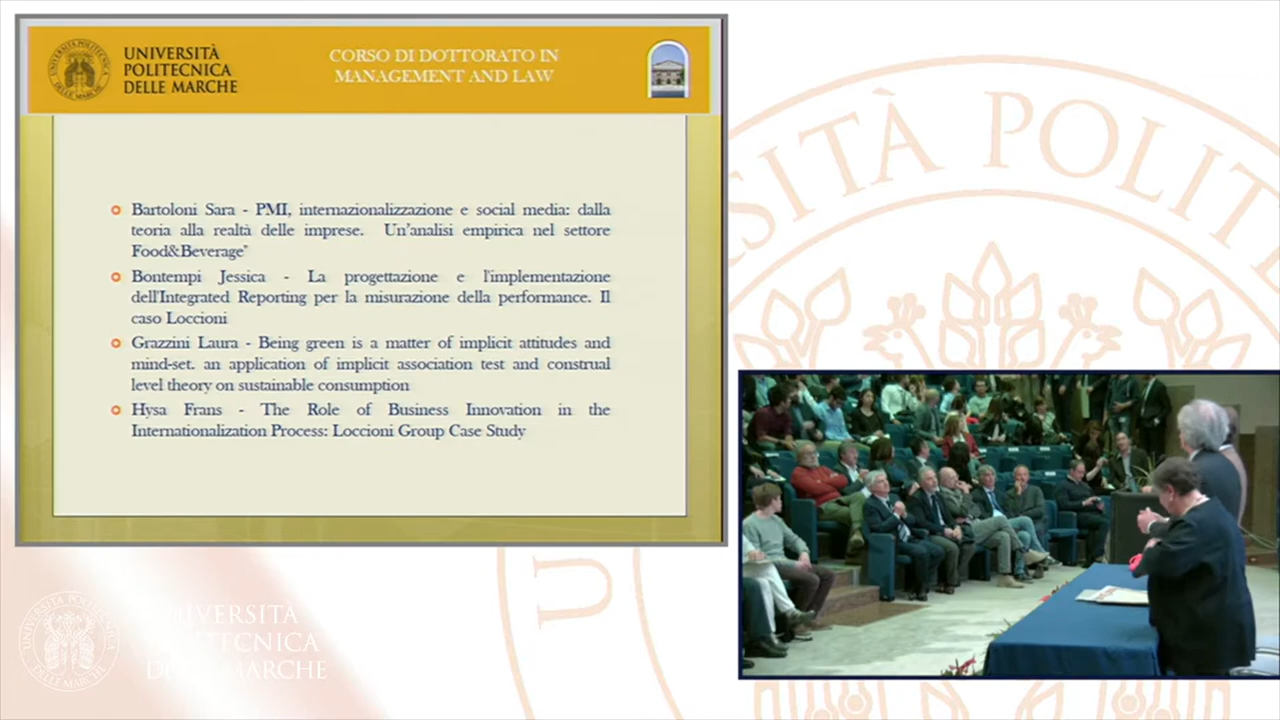 UNIVERSITÀ
POLITECNICA
DELLE MARCHE
CORSO DI DOTTORATO IN
MANAGEMENT AND LAW
Bartoloni Sara - PMI, internazionalizzazione e social media: dalla
teoria alla realtà delle imprese. Un'analisi empirica nel settore
Food&Beverage"
Bontempi Jessica - La progettazione e l'implementazione
dell'Integrated Reporting per la misurazione della performance. Il
caso Loccioni
Grazzini Laura - Being green is a matter of implicit attitudes and
mind-set. an application of implicit association test and construal
level theory on sustainable consumption
Hysa Frans - The Role of Business Innovation in the
Internationalization Process: Loccioni Group Case Study
UNIVERSITÀ
POLITECNICA
DELLE MARCHE